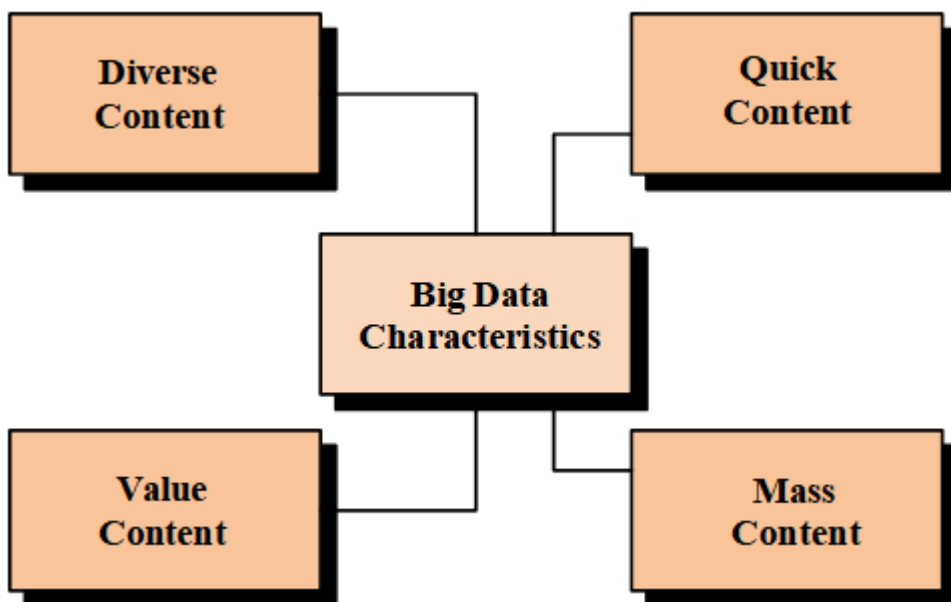 Diverse
Content
Quick
Content
Big Data
Characteristics
Value
Content
Mass
Content